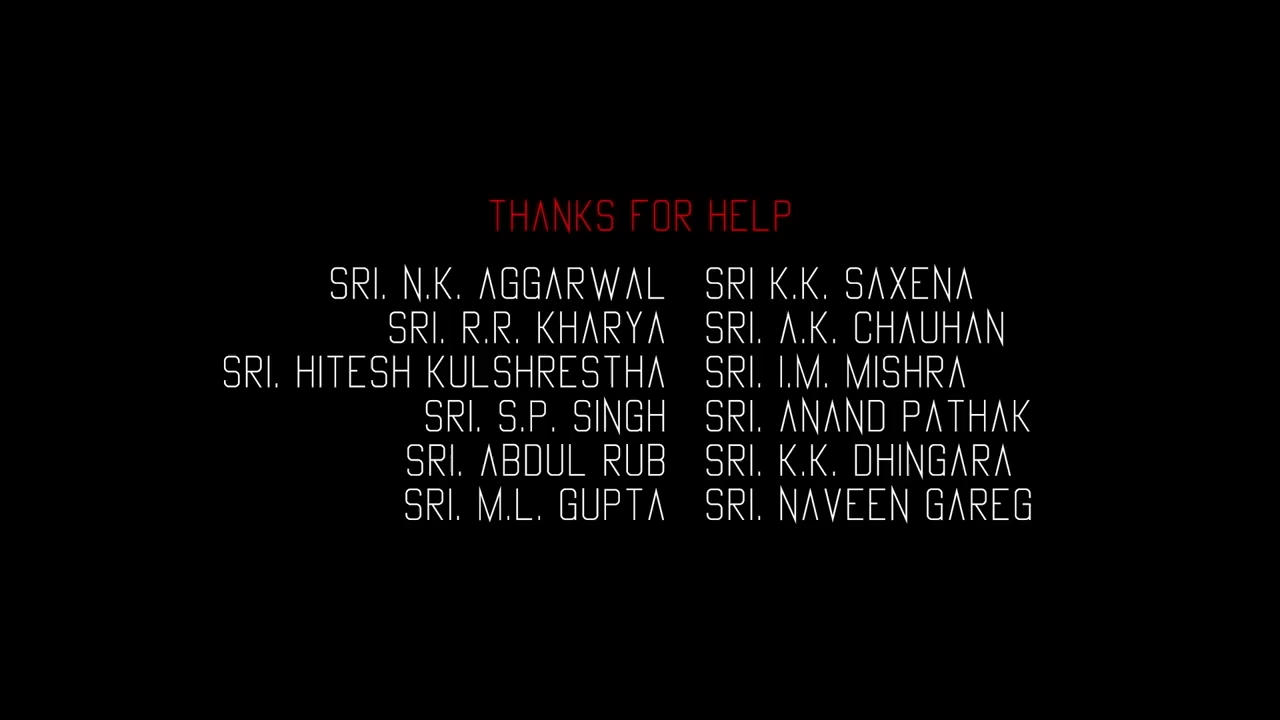 THANKS FOR HELP
SRI. N.K. AGGARWAL SRI K.K. SAXENA
SRI. R.R. KHARYA SRI. A.K. CHAUHAN
SRI. HITESH KULSHRESTHA SRI. I.M. MISHRA
SRI. S.P. SINGH SRI. ANAND PATHAK
SRI. ABDUL RUB SRI. K.K. DHINGARA
SRI. M.L. GUPTA SRI. NAVEEN GAREG